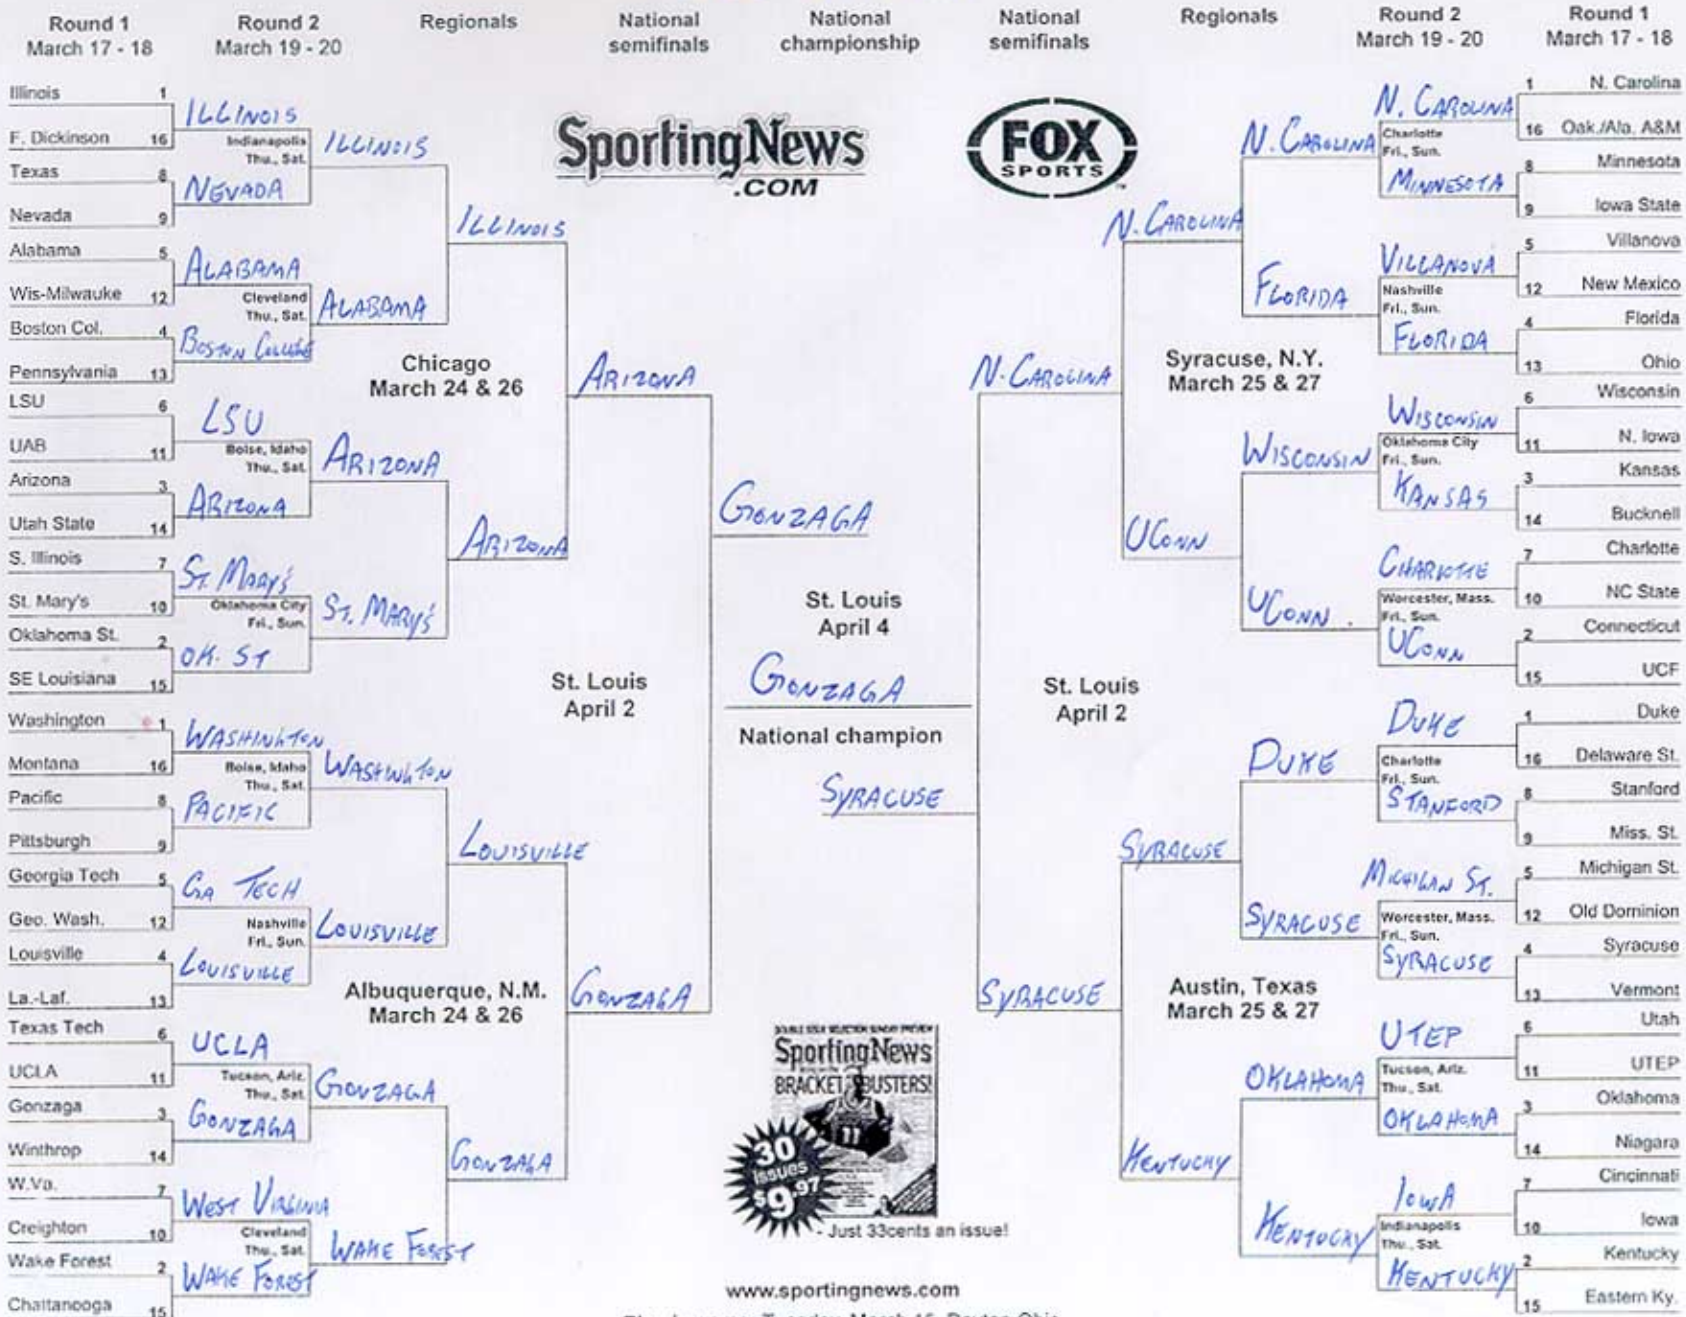 Round 1
March 17 - 18
Round 2
March 19 - 20
Regionals
National
semifinals
National
championship
National
semifinals
Regionals
Round 2
March 19 - 20
Round 1
March 17 - 18
SportingNews
.COM
FOX
SPORTS
Illinois 1
F. Dickinson 16
Texas 8
Nevada 9
Alabama 5
Wis-Milwauke 12
Boston Col. 4
Pennsylvania 13
LSU 6
UAB 11
Arizona 3
Utah State 14
S. Illinois 7
St. Mary's 10
Oklahoma St. 2
SE Louisiana 15
Washington 1
Montana 16
Pacific 8
Pittsburgh 9
Georgia Tech 5
Geo. Wash. 12
Louisville 4
La.-Laf. 13
Texas Tech 6
UCLA 11
Gonzaga 3
Winthrop 14
W.Va. 7
Creighton 10
Wake Forest 2
Chattanooga 15
ILLINOIS
Indianapolis
Thu., Sat.
NEVADA
ALABAMA
Cleveland
Thu., Sat.
BOSTON COLLEGE
LSU
Boise, Idaho
Thu., Sat.
ARIZONA
ST. MARY'S
Oklahoma City
Fri., Sun.
OK. ST
WASHINGTON
Boise, Idaho
Thu., Sat.
PACIFIC
GA TECH
Nashville
Fri., Sun.
LOUISVILLE
UCLA
Tucson, Ariz.
Thu., Sat.
GONZAGA
WEST VIRGINIA
Cleveland
Thu., Sat.
WAKE FOREST
ILLINOIS
ALABAMA
ARIZONA
ST. MARY'S
WASHINGTON
LOUISVILLE
GONZAGA
WAKE FOREST
ILLINOIS
Chicago
March 24 & 26
ARIZONA
LOUISVILLE
Albuquerque, N.M.
March 24 & 26
GONZAGA
ARIZONA
St. Louis
April 2
GONZAGA
GONZAGA
St. Louis
April 4
GONZAGA
National champion
SYRACUSE
N. CAROLINA
St. Louis
April 2
SYRACUSE
N. CAROLINA
Syracuse, N.Y.
March 25 & 27
UCONN
SYRACUSE
Austin, Texas
March 25 & 27
KENTUCKY
N. CAROLINA
FLORIDA
WISCONSIN
UCONN
DUKE
SYRACUSE
OKLAHOMA
KENTUCKY
N. CAROLINA
Charlotte
Fri., Sun.
MINNESOTA
VILLANOVA
Nashville
Fri., Sun.
FLORIDA
WISCONSIN
Oklahoma City
Fri., Sun.
KANSAS
CHARLOTTE
Worcester, Mass.
Fri., Sun.
UCONN
DUKE
Charlotte
Fri., Sun.
STANFORD
MICHIGAN ST.
Worcester, Mass.
Fri., Sun.
SYRACUSE
UTEP
Tucson, Ariz.
Thu., Sat.
OKLAHOMA
IOWA
Indianapolis
Thu., Sat.
KENTUCKY
1 N. Carolina
16 Oak./Ala. A&M
8 Minnesota
9 Iowa State
5 Villanova
12 New Mexico
4 Florida
13 Ohio
6 Wisconsin
11 N. Iowa
3 Kansas
14 Bucknell
7 Charlotte
10 NC State
2 Connecticut
15 UCF
1 Duke
16 Delaware St.
8 Stanford
9 Miss. St.
5 Michigan St.
12 Old Dominion
4 Syracuse
13 Vermont
6 Utah
11 UTEP
3 Oklahoma
14 Niagara
7 Cincinnati
10 Iowa
2 Kentucky
15 Eastern Ky.
SportingNews
BRACKET BUSTERS!
11
30
issues
$9.97
- Just 33cents an issue!
www.sportingnews.com